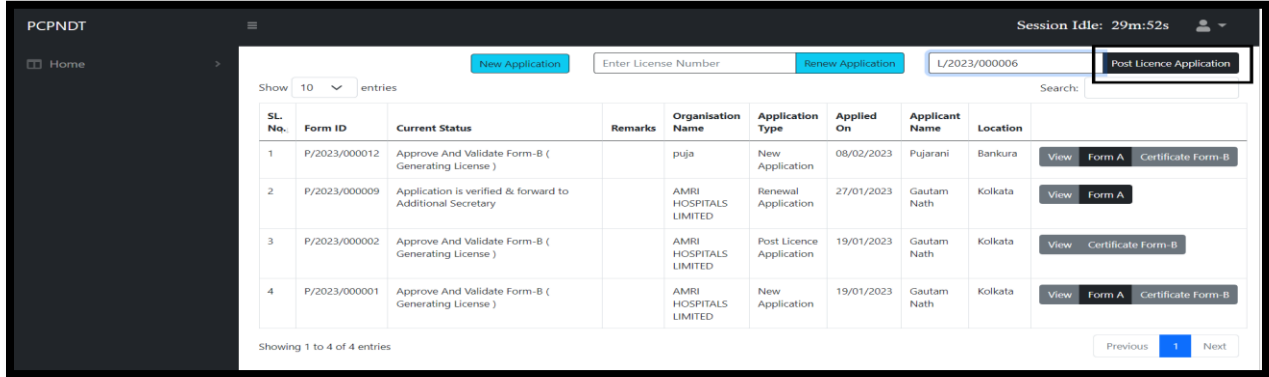 PCPNDT
Session Idle: 29m:52s
Home
New Application Enter License Number Renew Application L/2023/000006 Post Licence Application
Show 10 entries Search:
SL. No. Form ID Current Status Remarks Organisation Name Application Type Applied On Applicant Name Location
1 P/2023/000012 Approve And Validate Form-B ( Generating License ) puja New Application 08/02/2023 Pujarani Bankura View Form A Certificate Form-B
2 P/2023/000009 Application is verified & forward to Additional Secretary AMRI HOSPITALS LIMITED Renewal Application 27/01/2023 Gautam Nath Kolkata View Form A
3 P/2023/000002 Approve And Validate Form-B ( Generating License ) AMRI HOSPITALS LIMITED Post Licence Application 19/01/2023 Gautam Nath Kolkata View Certificate Form-B
4 P/2023/000001 Approve And Validate Form-B ( Generating License ) AMRI HOSPITALS LIMITED New Application 19/01/2023 Gautam Nath Kolkata View Form A Certificate Form-B
Showing 1 to 4 of 4 entries Previous 1 Next